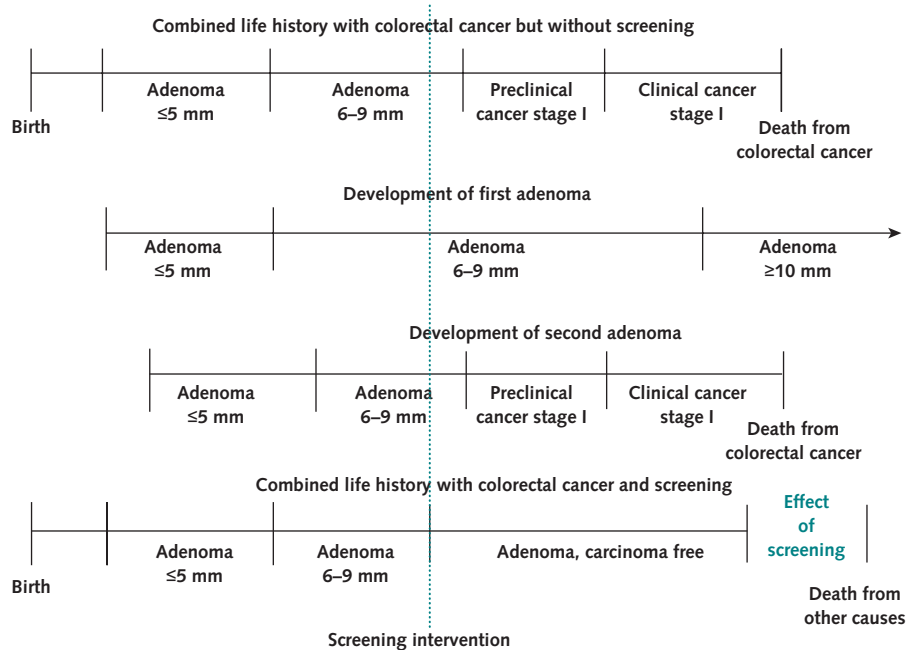 Combined life history with colorectal cancer but without screening
Adenoma
≤5 mm
Adenoma
6–9 mm
Preclinical
cancer stage I
Clinical cancer
stage I
Birth
Death from
colorectal cancer
Development of first adenoma
Adenoma
≤5 mm
Adenoma
6–9 mm
Adenoma
≥10 mm
Development of second adenoma
Adenoma
≤5 mm
Adenoma
6–9 mm
Preclinical
cancer stage I
Clinical cancer
stage I
Death from
colorectal cancer
Combined life history with colorectal cancer and screening
Effect
of
screening
Adenoma
≤5 mm
Adenoma
6–9 mm
Adenoma, carcinoma free
Birth
Death from
other causes
Screening intervention